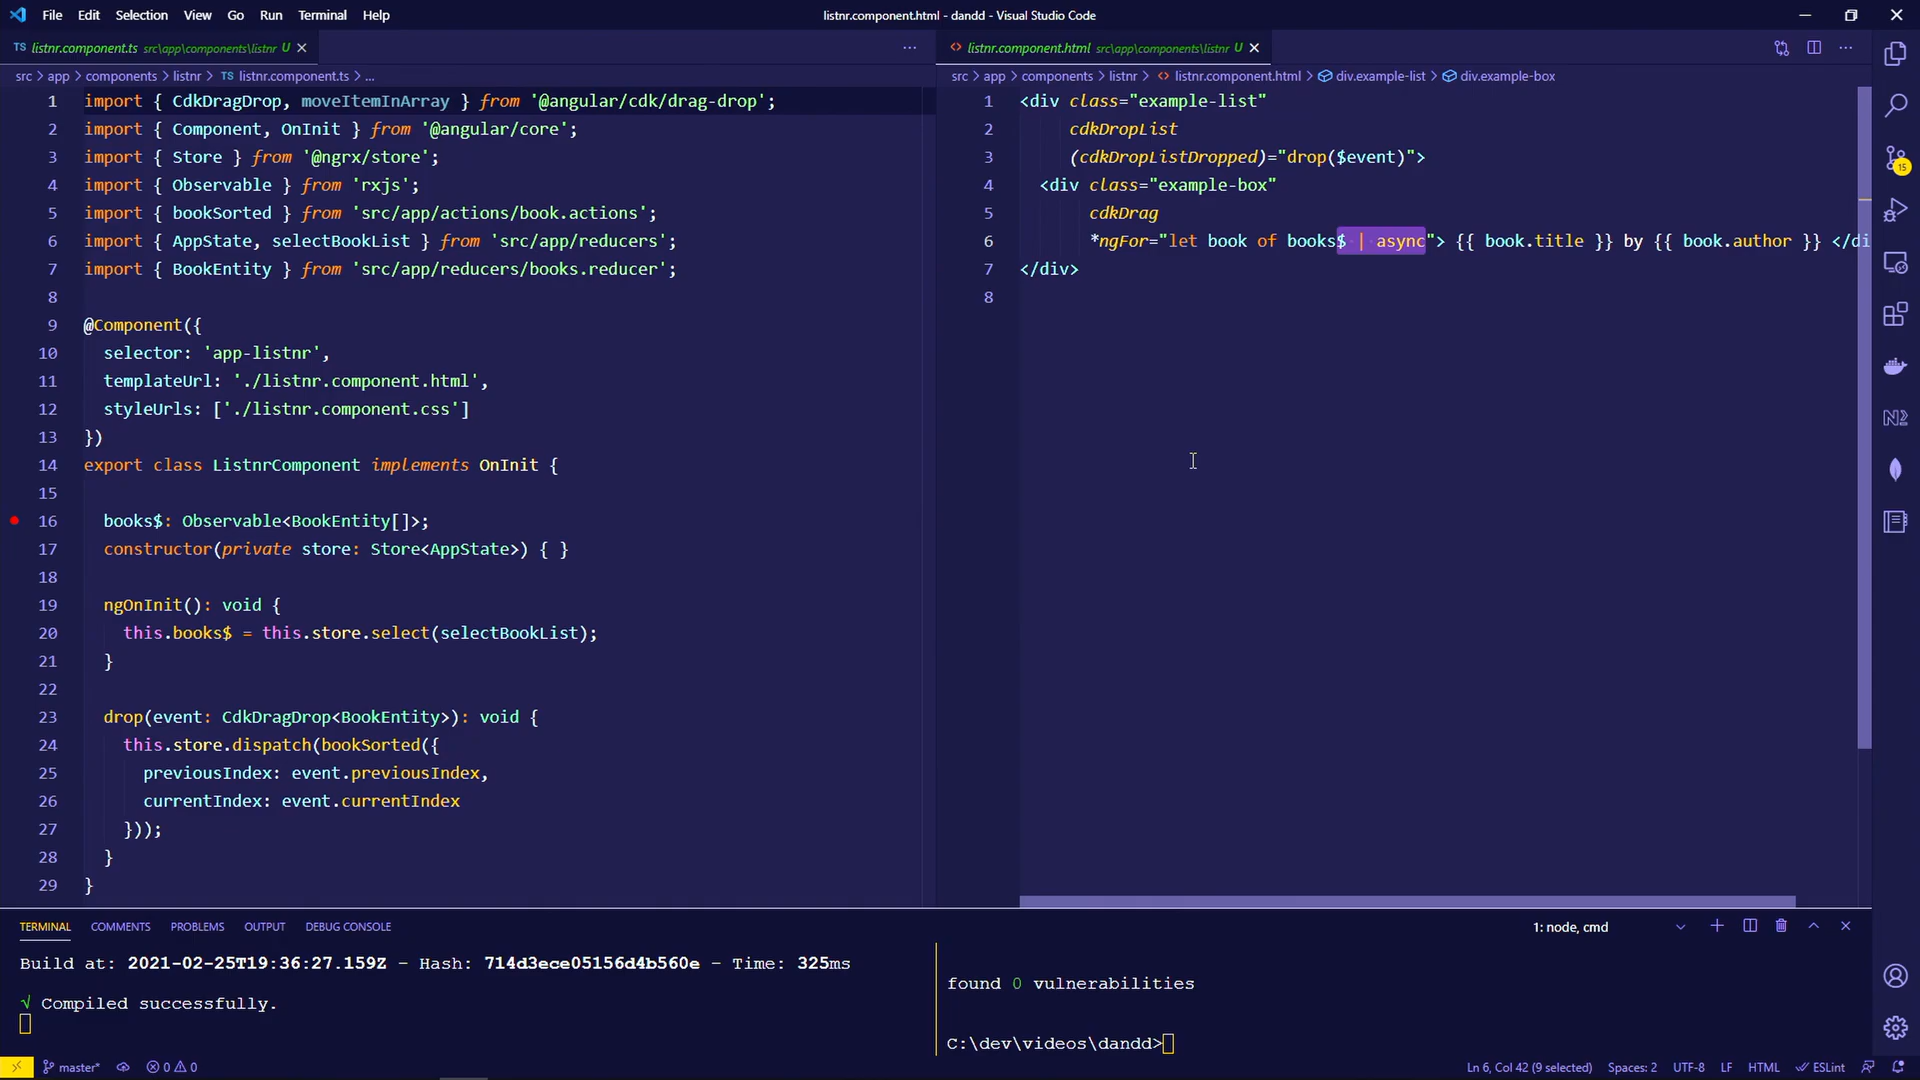 File Edit Selection View Go Run Terminal Help
listnr.component.html - dandd - Visual Studio Code
TS listnr.component.ts src\app\components\listnr U
src > app > components > listnr > TS listnr.component.ts > ...
1 import { CdkDragDrop, moveItemInArray } from '@angular/cdk/drag-drop';
2 import { Component, OnInit } from '@angular/core';
3 import { Store } from '@ngrx/store';
4 import { Observable } from 'rxjs';
5 import { bookSorted } from 'src/app/actions/book.actions';
6 import { AppState, selectBookList } from 'src/app/reducers';
7 import { BookEntity } from 'src/app/reducers/books.reducer';
8
9 @Component({
10 selector: 'app-listnr',
11 templateUrl: './listnr.component.html',
12 styleUrls: ['./listnr.component.css']
13 })
14 export class ListnrComponent implements OnInit {
15
16 books$: Observable<BookEntity[]>;
17 constructor(private store: Store<AppState>) { }
18
19 ngOnInit(): void {
20 this.books$ = this.store.select(selectBookList);
21 }
22
23 drop(event: CdkDragDrop<BookEntity>): void {
24 this.store.dispatch(bookSorted({
25 previousIndex: event.previousIndex,
26 currentIndex: event.currentIndex
27 }));
28 }
29 }
<> listnr.component.html src\app\components\listnr U
src > app > components > listnr > <> listnr.component.html > div.example-list > div.example-box
1 <div class="example-list"
2 cdkDropList
3 (cdkDropListDropped)="drop($event)">
4 <div class="example-box"
5 cdkDrag
6 *ngFor="let book of books$ | async"> {{ book.title }} by {{ book.author }} </di
7 </div>
8
15
TERMINAL COMMENTS PROBLEMS OUTPUT DEBUG CONSOLE
1: node, cmd
Build at: 2021-02-25T19:36:27.159Z - Hash: 714d3ece05156d4b560e - Time: 325ms
√ Compiled successfully.
found 0 vulnerabilities
C:\dev\videos\dandd>
master* 0 0
Ln 6, Col 42 (9 selected) Spaces: 2 UTF-8 LF HTML ESLint